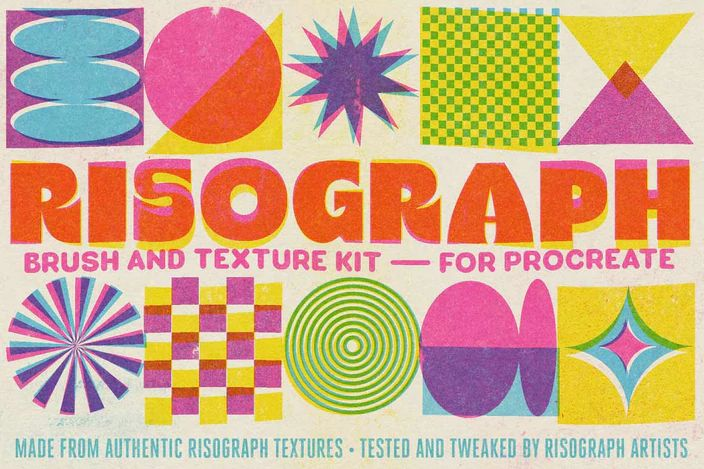 RISOGRAPH
BRUSH AND TEXTURE KIT — FOR PROCREATE
MADE FROM AUTHENTIC RISOGRAPH TEXTURES • TESTED AND TWEAKED BY RISOGRAPH ARTISTS